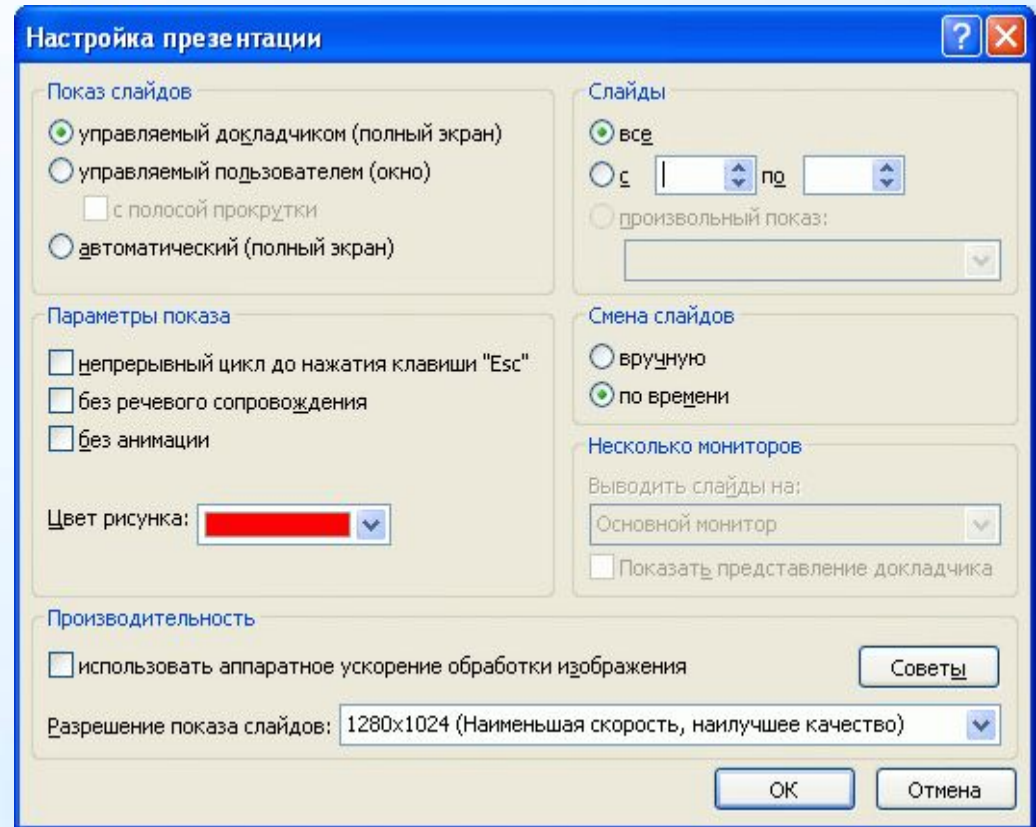 Настройка презентации
Показ слайдов
управляемый докладчиком (полный экран)
управляемый пользователем (окно)
с полосой прокрутки
автоматический (полный экран)
Слайды
все
с по
произвольный показ:
Параметры показа
непрерывный цикл до нажатия клавиши "Esc"
без речевого сопровождения
без анимации
Цвет рисунка:
Смена слайдов
вручную
по времени
Несколько мониторов
Выводить слайды на:
Основной монитор
Показать представление докладчика
Производительность
использовать аппаратное ускорение обработки изображения
Советы
Разрешение показа слайдов: 1280x1024 (Наименьшая скорость, наилучшее качество)
ОК Отмена